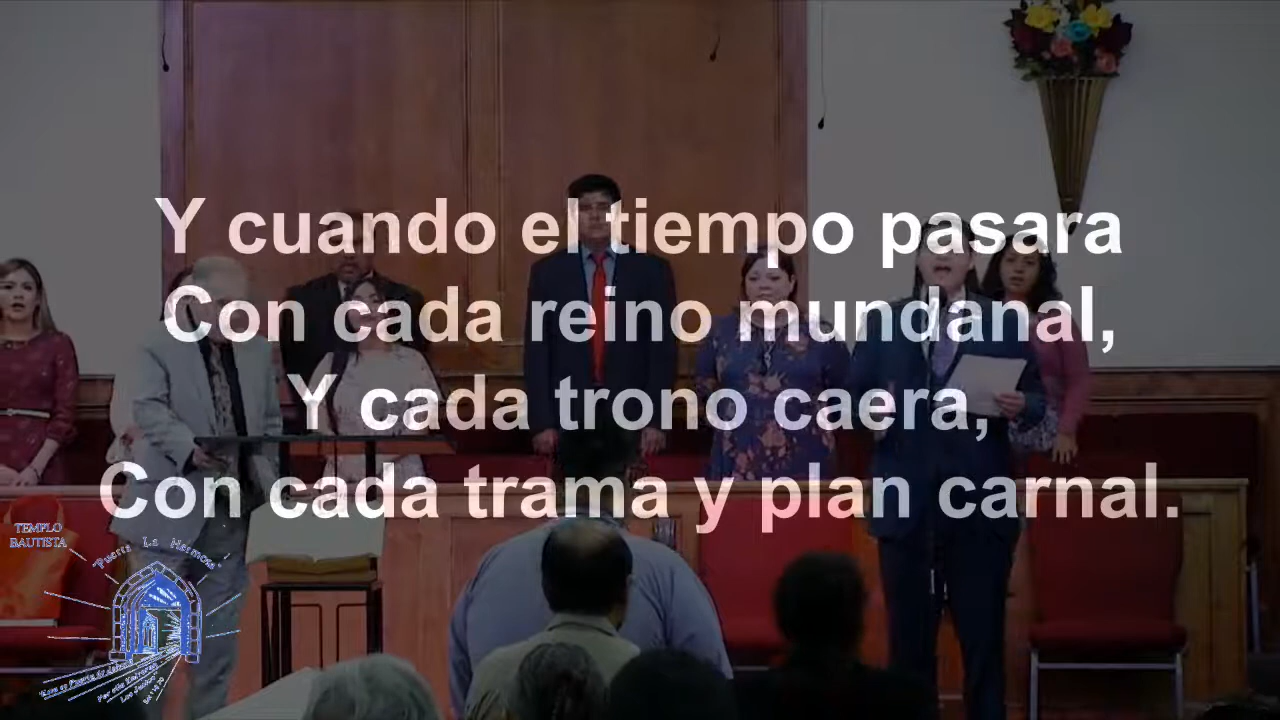 Y cuando el tiempo pasara
Con cada reino mundanal,
Y cada trono caera,
Con cada trama y plan carnal.
TEMPLO
BAUTISTA
"Puerta La Hermosa"